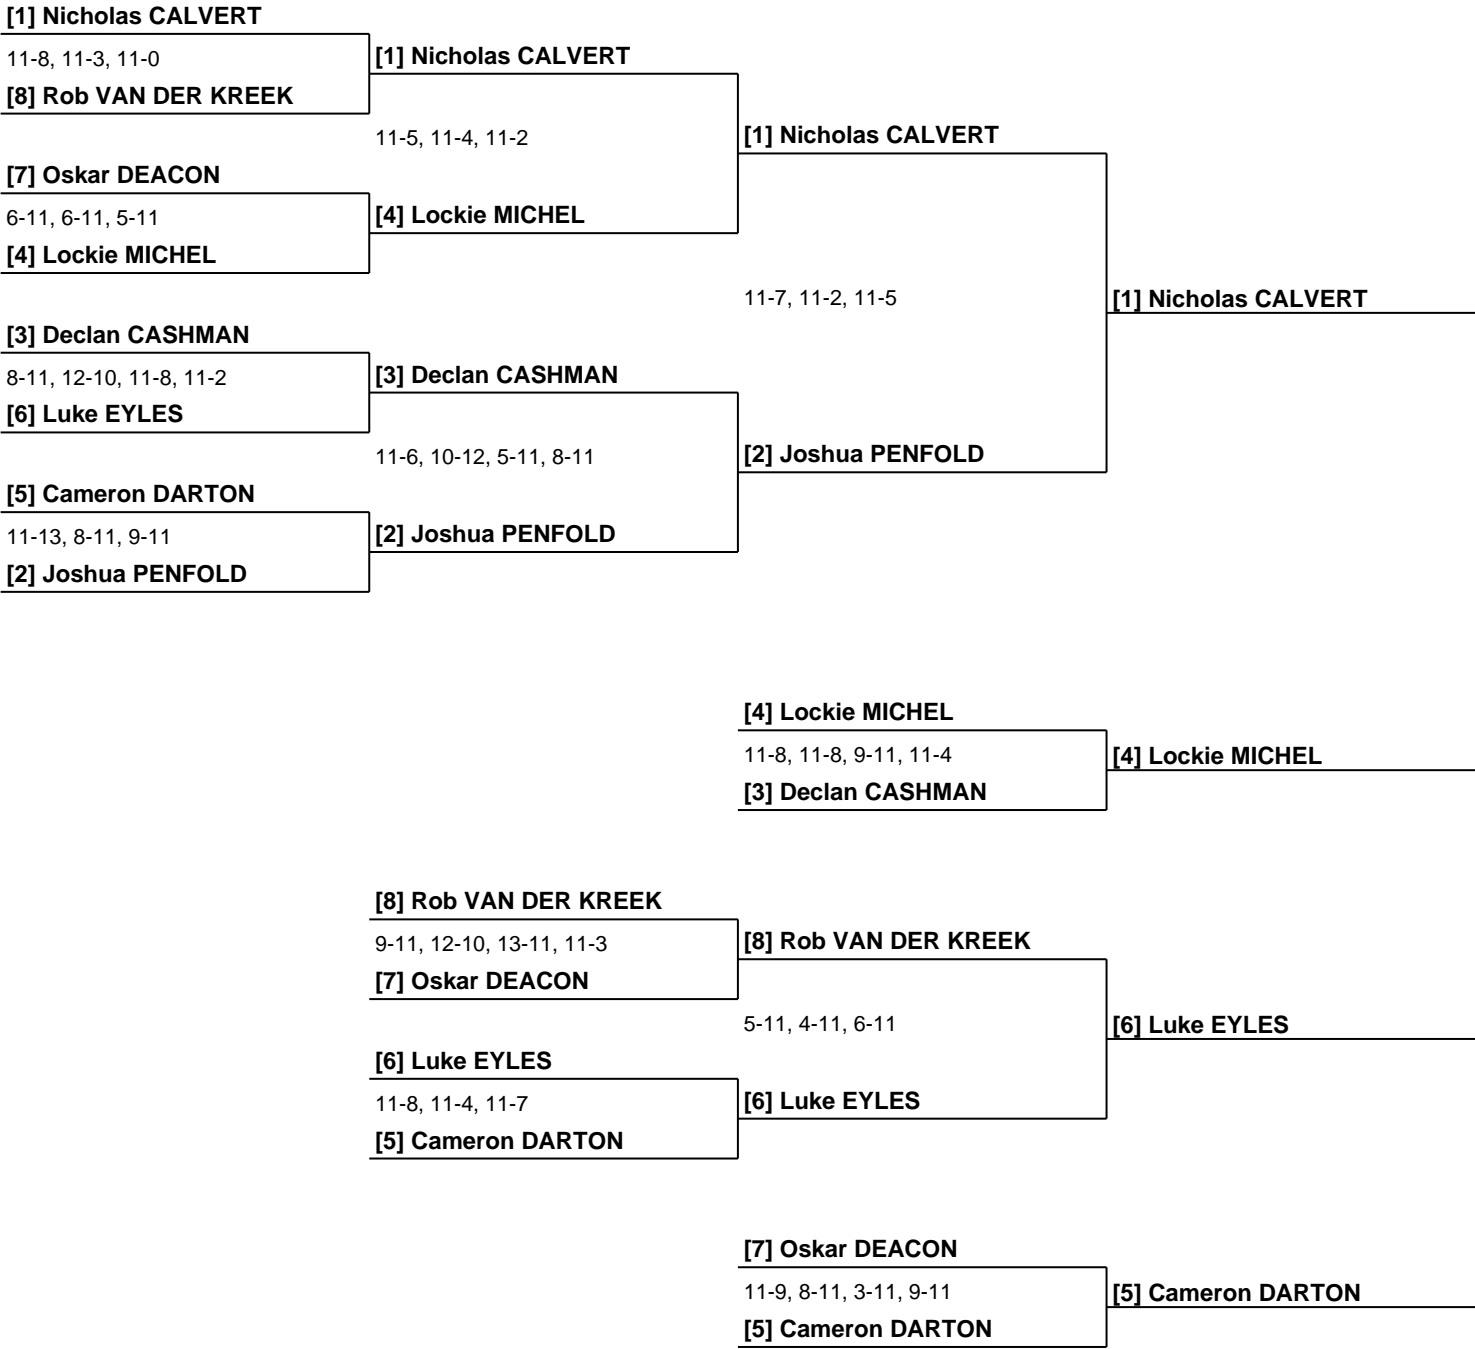 [1] Nicholas CALVERT
11-8, 11-3, 11-0
[1] Nicholas CALVERT
[8] Rob VAN DER KREEK
11-5, 11-4, 11-2
[1] Nicholas CALVERT
[7] Oskar DEACON
6-11, 6-11, 5-11
[4] Lockie MICHEL
[4] Lockie MICHEL
11-7, 11-2, 11-5
[1] Nicholas CALVERT
[3] Declan CASHMAN
8-11, 12-10, 11-8, 11-2
[3] Declan CASHMAN
[6] Luke EYLES
11-6, 10-12, 5-11, 8-11
[2] Joshua PENFOLD
[5] Cameron DARTON
11-13, 8-11, 9-11
[2] Joshua PENFOLD
[2] Joshua PENFOLD
[4] Lockie MICHEL
11-8, 11-8, 9-11, 11-4
[4] Lockie MICHEL
[3] Declan CASHMAN
[8] Rob VAN DER KREEK
9-11, 12-10, 13-11, 11-3
[8] Rob VAN DER KREEK
[7] Oskar DEACON
5-11, 4-11, 6-11
[6] Luke EYLES
[6] Luke EYLES
11-8, 11-4, 11-7
[6] Luke EYLES
[5] Cameron DARTON
[7] Oskar DEACON
11-9, 8-11, 3-11, 9-11
[5] Cameron DARTON
[5] Cameron DARTON